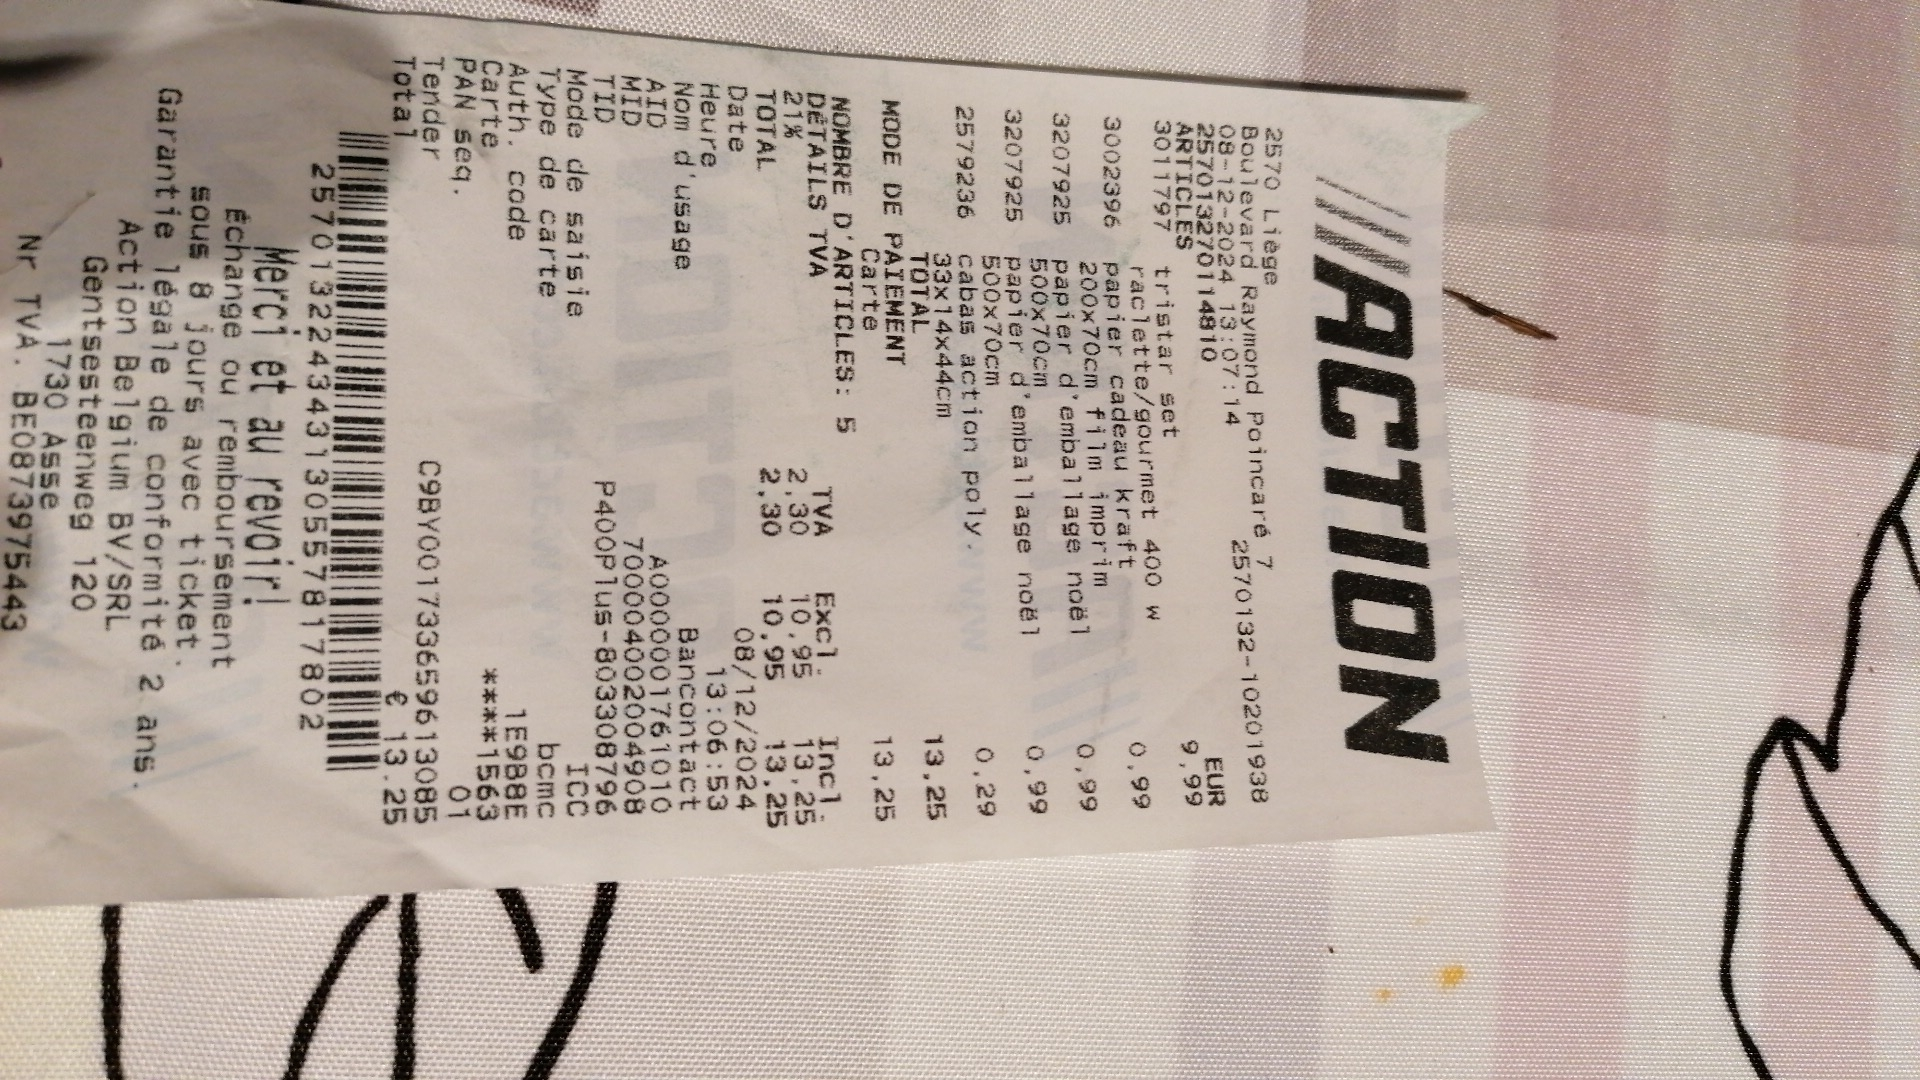 ACTION
2570 Liège
Boulevard Raymond Poincaré 7
08-12-2024 13:07:14 2570132-10201938
257013270114810
ARTICLES EUR
3011797 tristar set 9,99
raclette/gourmet 400 w
3002396 papier cadeau kraft 0,99
200x70cm film imprim
3207925 papier d'emballage noël 0,99
500x70cm
3207925 papier d'emballage noël 0,99
500x70cm
2579236 cabas action poly. 0,29
33x14x44cm
TOTAL 13,25
MODE DE PAIEMENT
Carte 13,25
NOMBRE D'ARTICLES: 5
DÉTAILS TVA TVA Excl. Incl.
21% 2,30 10,95 13,25
TOTAL 2,30 10,95 13,25
Date 08/12/2024
Heure 13:06:53
Nom d'usage Bancontact
AID A0000001761010
MID 700004002004908
TID P400Plus-803308796
Mode de saisie ICC
Type de carte bcmc
Auth. code 1E9BBE
Carte ****1563
PAN seq. 01
Tender C9BY001733659613085
Total € 13.25
257013224343130557817802
Merci et au revoir!
Échange ou remboursement
sous 8 jours avec ticket.
Garantie légale de conformité 2 ans.
Action Belgium BV/SRL
Gentsesteenweg 120
1730 Asse
Nr TVA. BE0873975443